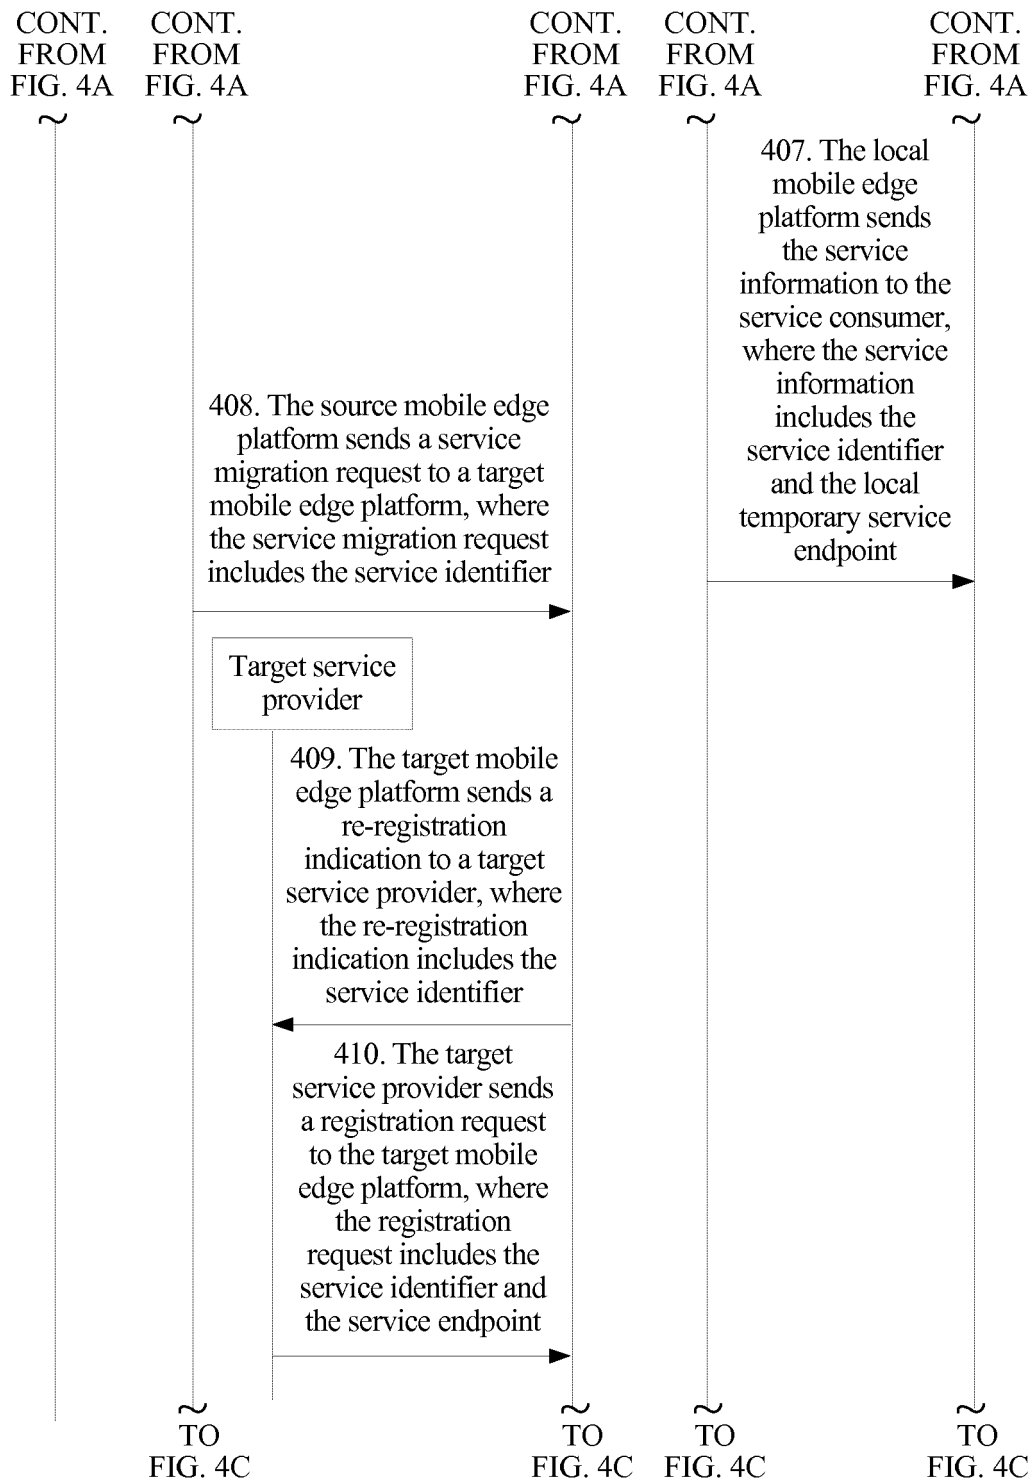 CONT.
FROM
FIG. 4A
CONT.
FROM
FIG. 4A
CONT.
FROM
FIG. 4A
CONT.
FROM
FIG. 4A
CONT.
FROM
FIG. 4A
407. The local
mobile edge
platform sends
the service
information to the
service consumer,
where the service
information
includes the
service identifier
and the local
temporary service
endpoint
408. The source mobile edge
platform sends a service
migration request to a target
mobile edge platform, where
the service migration request
includes the service identifier
Target service
provider
409. The target mobile
edge platform sends a
re-registration
indication to a target
service provider, where
the re-registration
indication includes the
service identifier
410. The target
service provider sends
a registration request
to the target mobile
edge platform, where
the registration
request includes the
service identifier and
the service endpoint
TO
FIG. 4C
TO
FIG. 4C
TO
FIG. 4C
TO
FIG. 4C